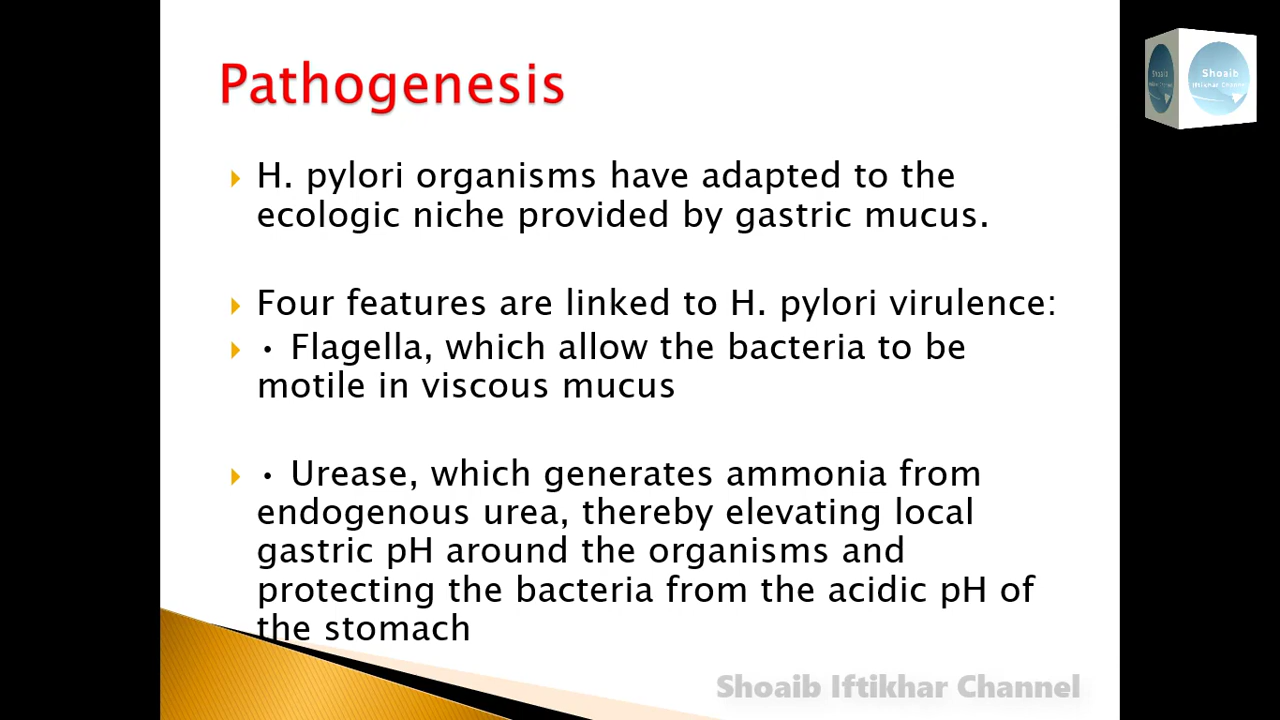 Pathogenesis
H. pylori organisms have adapted to the
ecologic niche provided by gastric mucus.
Four features are linked to H. pylori virulence:
• Flagella, which allow the bacteria to be
motile in viscous mucus
• Urease, which generates ammonia from
endogenous urea, thereby elevating local
gastric pH around the organisms and
protecting the bacteria from the acidic pH of
the stomach
Shoaib Iftikhar Channel
Shoaib
Iftikhar Channel